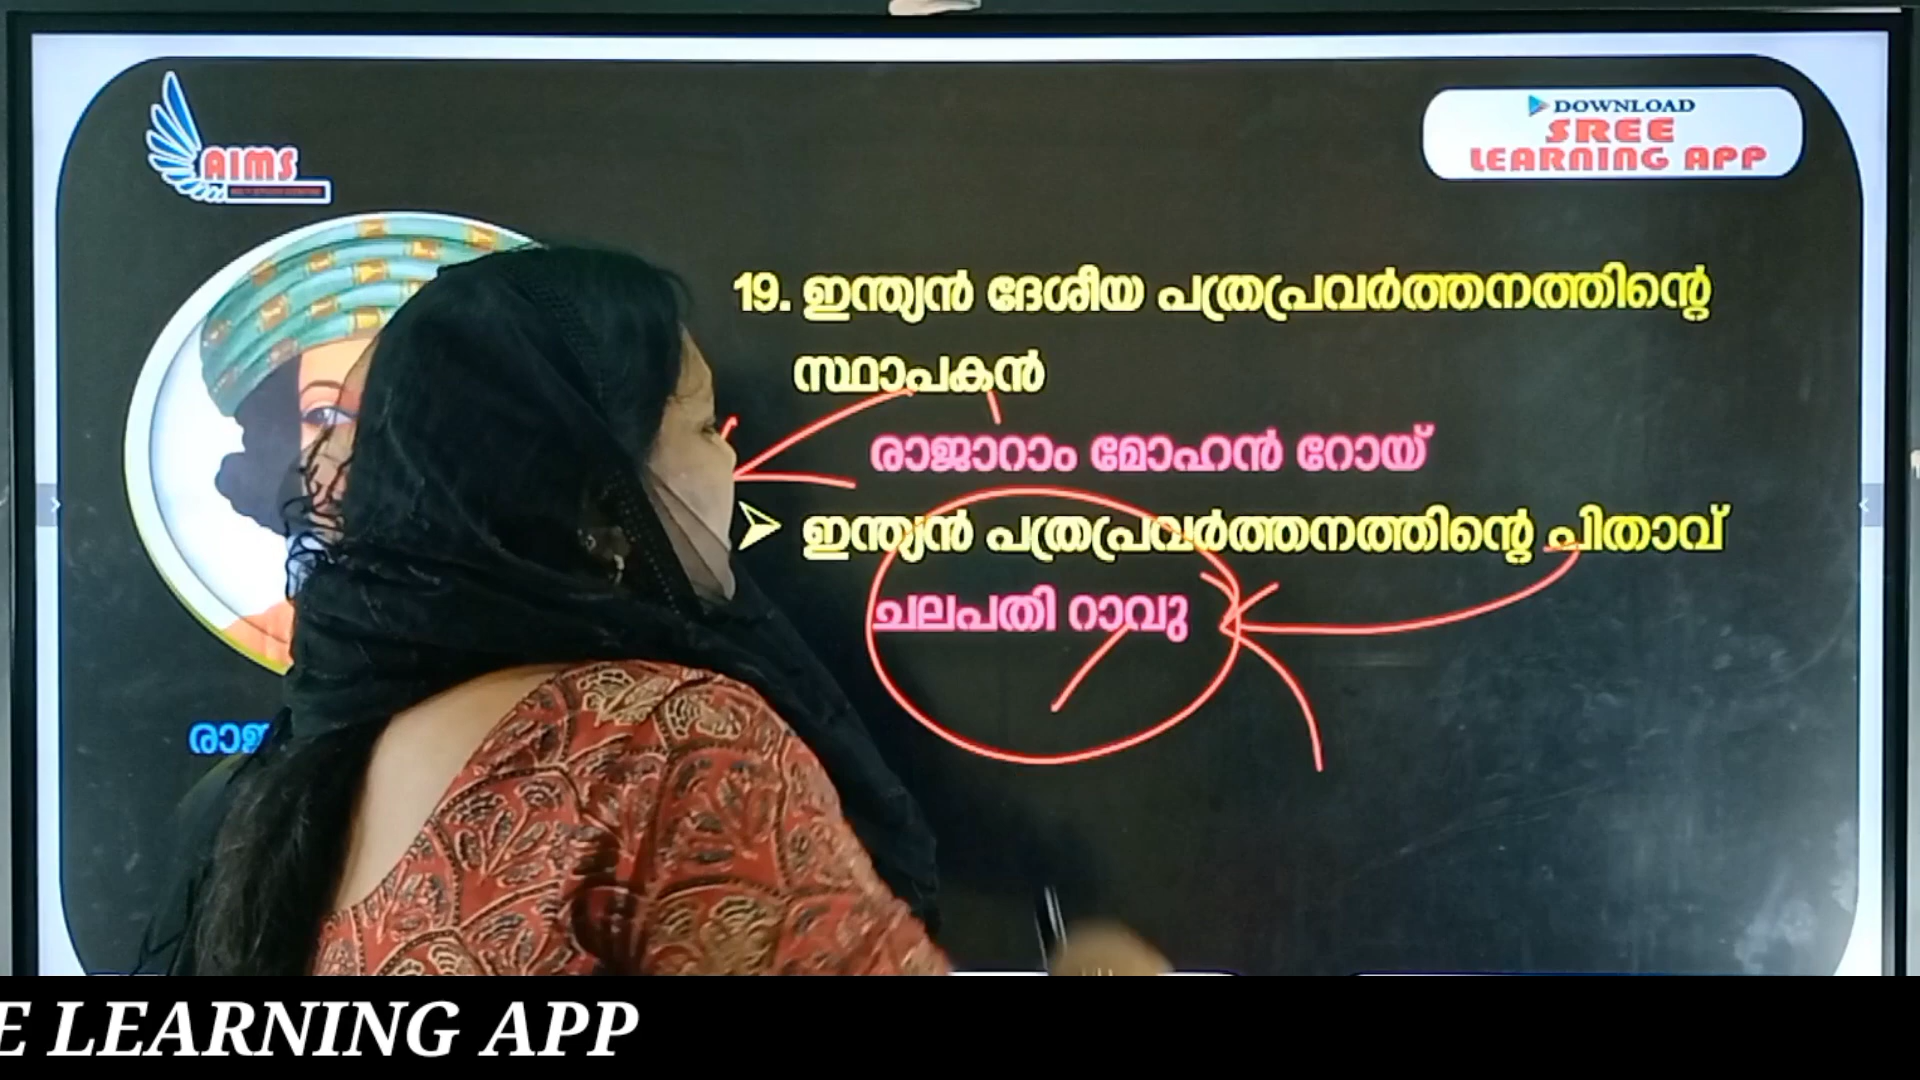 AIMS
DOWNLOAD
SREE
LEARNING APP
19. ഇന്ത്യൻ ദേശീയ പത്രപ്രവർത്തനത്തിന്റെ
സ്ഥാപകൻ
രാജാറാം മോഹൻ റോയ്
ഇന്ത്യൻ പത്രപ്രവർത്തനത്തിന്റെ പിതാവ്
ചലപതി റാവു
E LEARNING APP